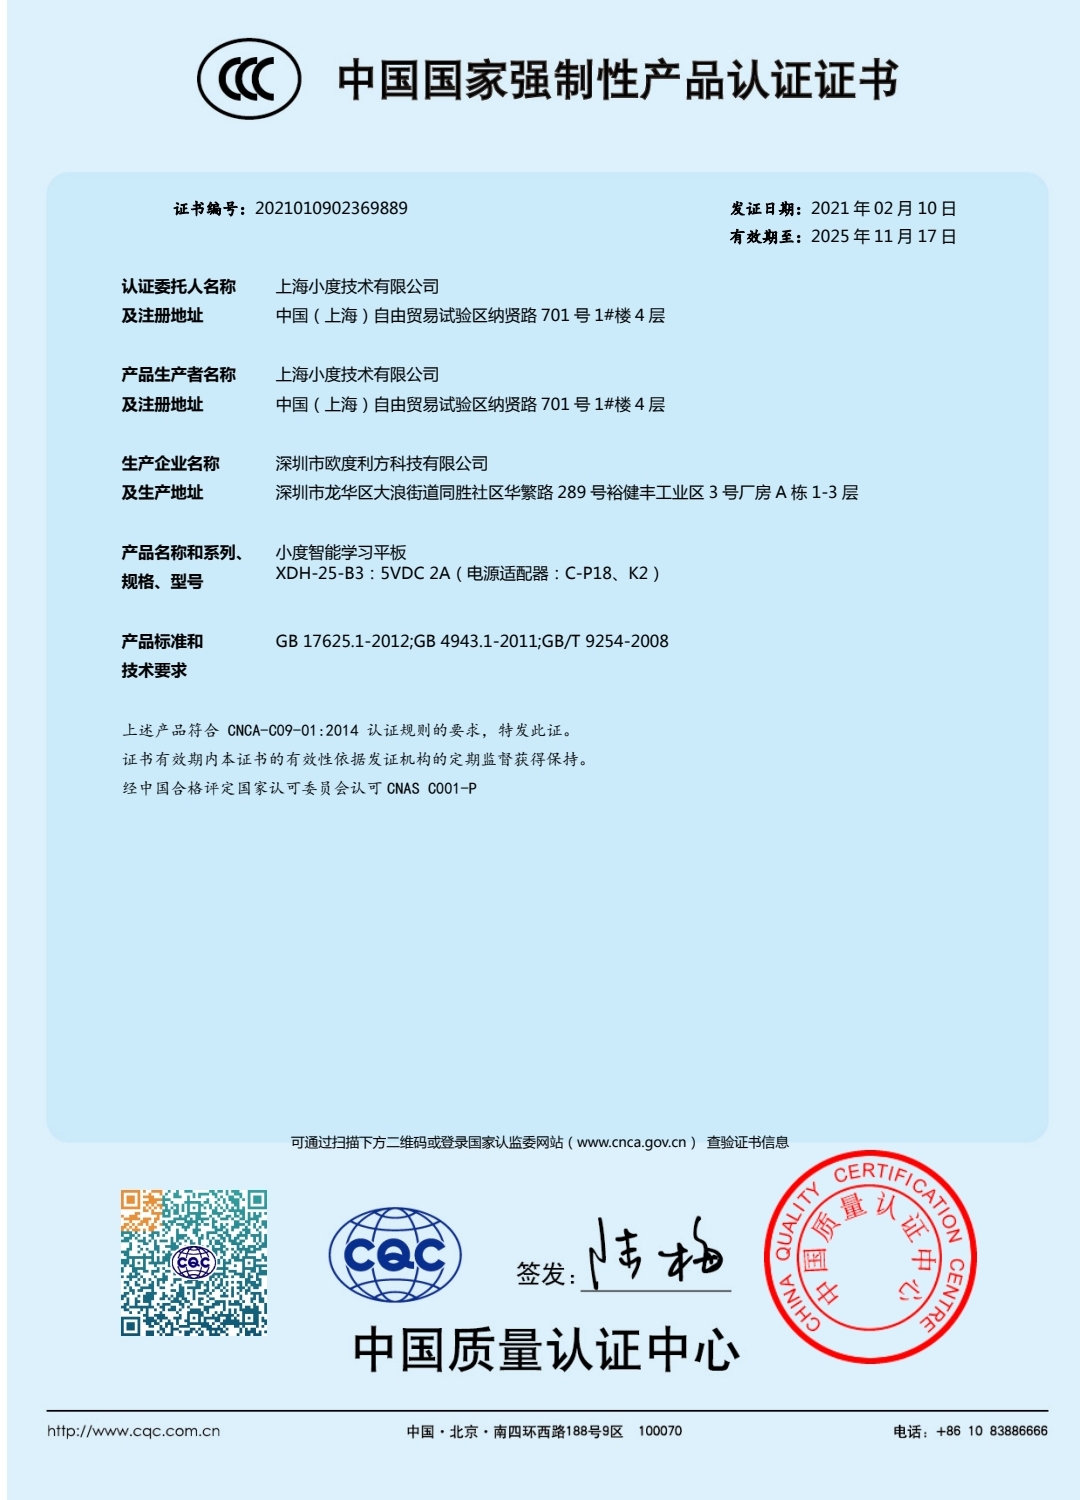 中国国家强制性产品认证证书
证书编号：2021010902369889
发证日期：2021 年 02 月 10 日
有效期至：2025 年 11 月 17 日
认证委托人名称 上海小度技术有限公司
及注册地址 中国（上海）自由贸易试验区纳贤路 701 号 1#楼 4 层
产品生产者名称 上海小度技术有限公司
及注册地址 中国（上海）自由贸易试验区纳贤路 701 号 1#楼 4 层
生产企业名称 深圳市欧度利方科技有限公司
及生产地址 深圳市龙华区大浪街道同胜社区华繁路 289 号裕健丰工业区 3 号厂房 A 栋 1-3 层
产品名称和系列、 小度智能学习平板
规格、型号 XDH-25-B3：5VDC 2A（电源适配器：C-P18、K2）
产品标准和 GB 17625.1-2012;GB 4943.1-2011;GB/T 9254-2008
技术要求
上述产品符合 CNCA-C09-01:2014 认证规则的要求，特发此证。
证书有效期内本证书的有效性依据发证机构的定期监督获得保持。
经中国合格评定国家认可委员会认可 CNAS C001-P
可通过扫描下方二维码或登录国家认监委网站（www.cnca.gov.cn） 查验证书信息
CQC
CQC
签发：
陆梅
CHINA QUALITY CERTIFICATION CENTRE
中国质量认证中心
中国质量认证中心
http://www.cqc.com.cn
中国·北京·南四环西路188号9区 100070
电话：+86 10 83886666